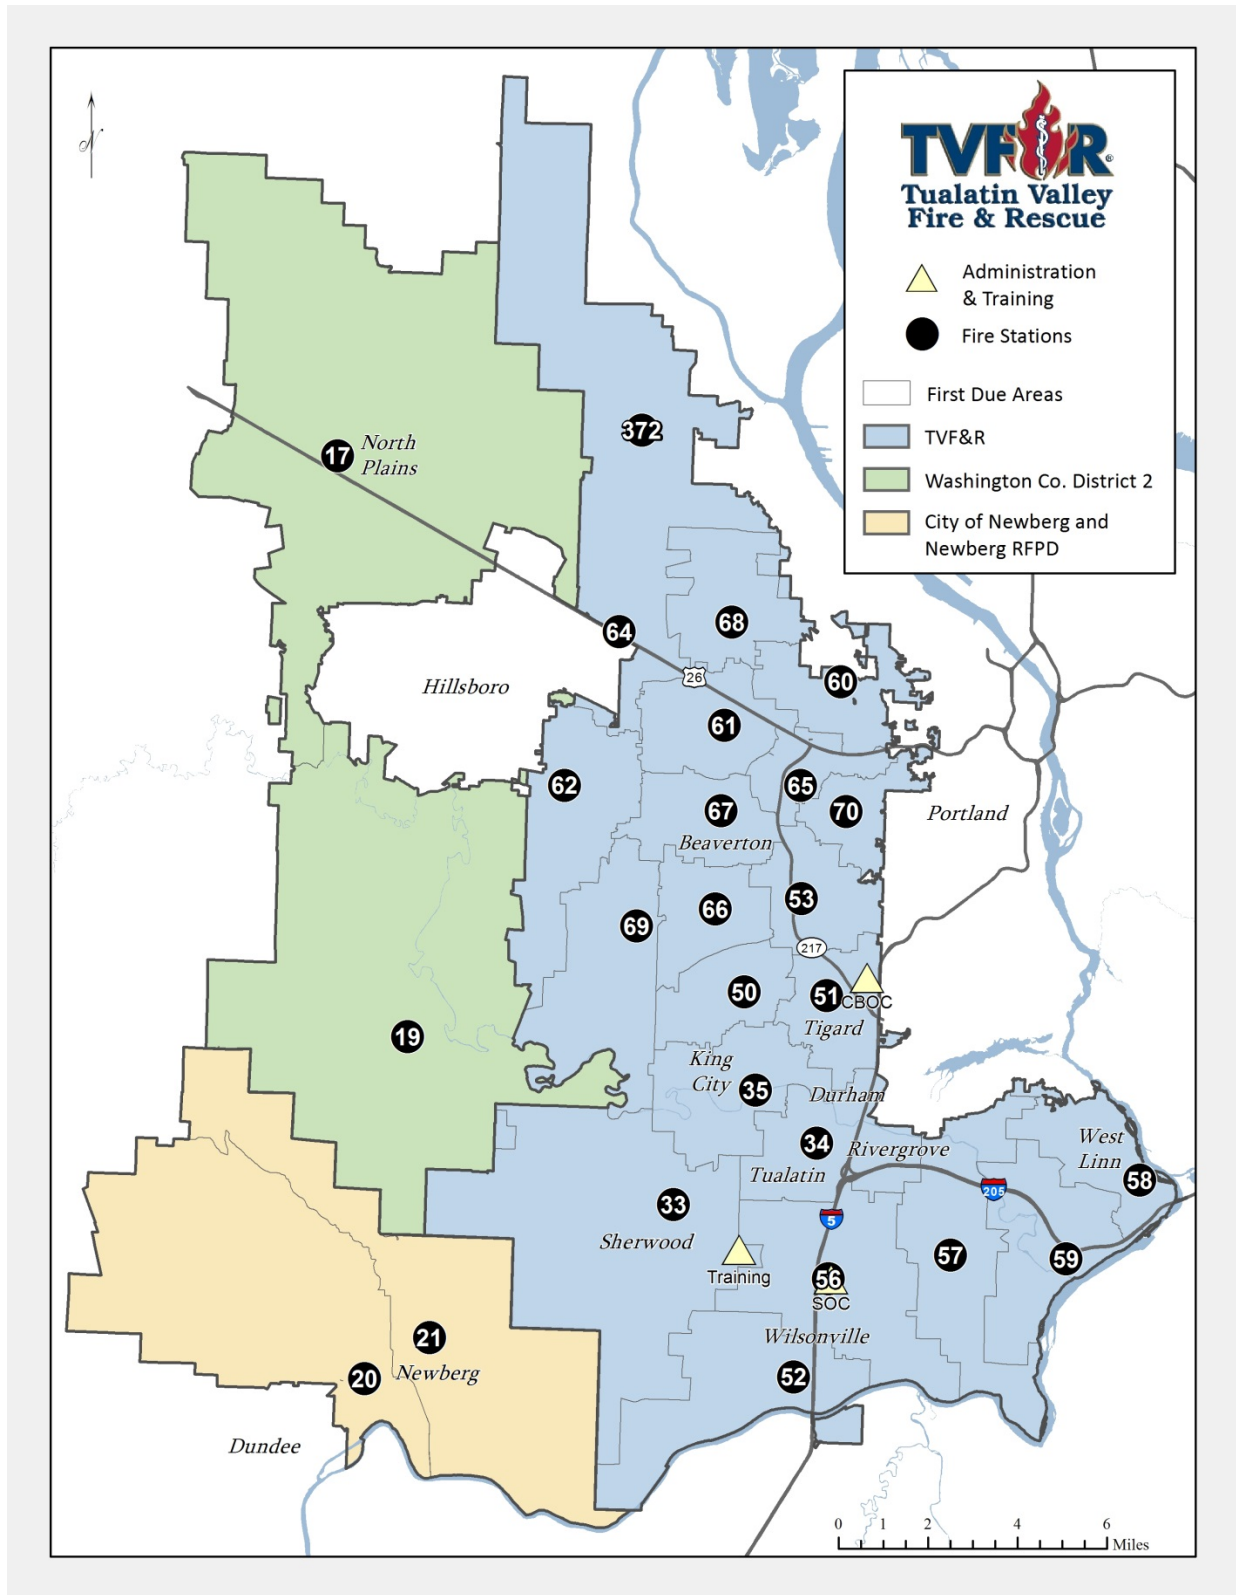 N
TVF&R®
Tualatin Valley
Fire & Rescue
Administration
& Training
Fire Stations
First Due Areas
TVF&R
Washington Co. District 2
City of Newberg and
Newberg RFPD
372
17
North
Plains
64
68
26
60
Hillsboro
61
62
65
67
70
Portland
Beaverton
53
66
69
217
50
51
CBOC
Tigard
19
King
City
35
Durham
34
Rivergrove
West
Linn
Tualatin
58
205
33
5
Sherwood
57
59
Training
56
SOC
21
Wilsonville
Newberg
20
52
Dundee
0 2 4 6
Miles